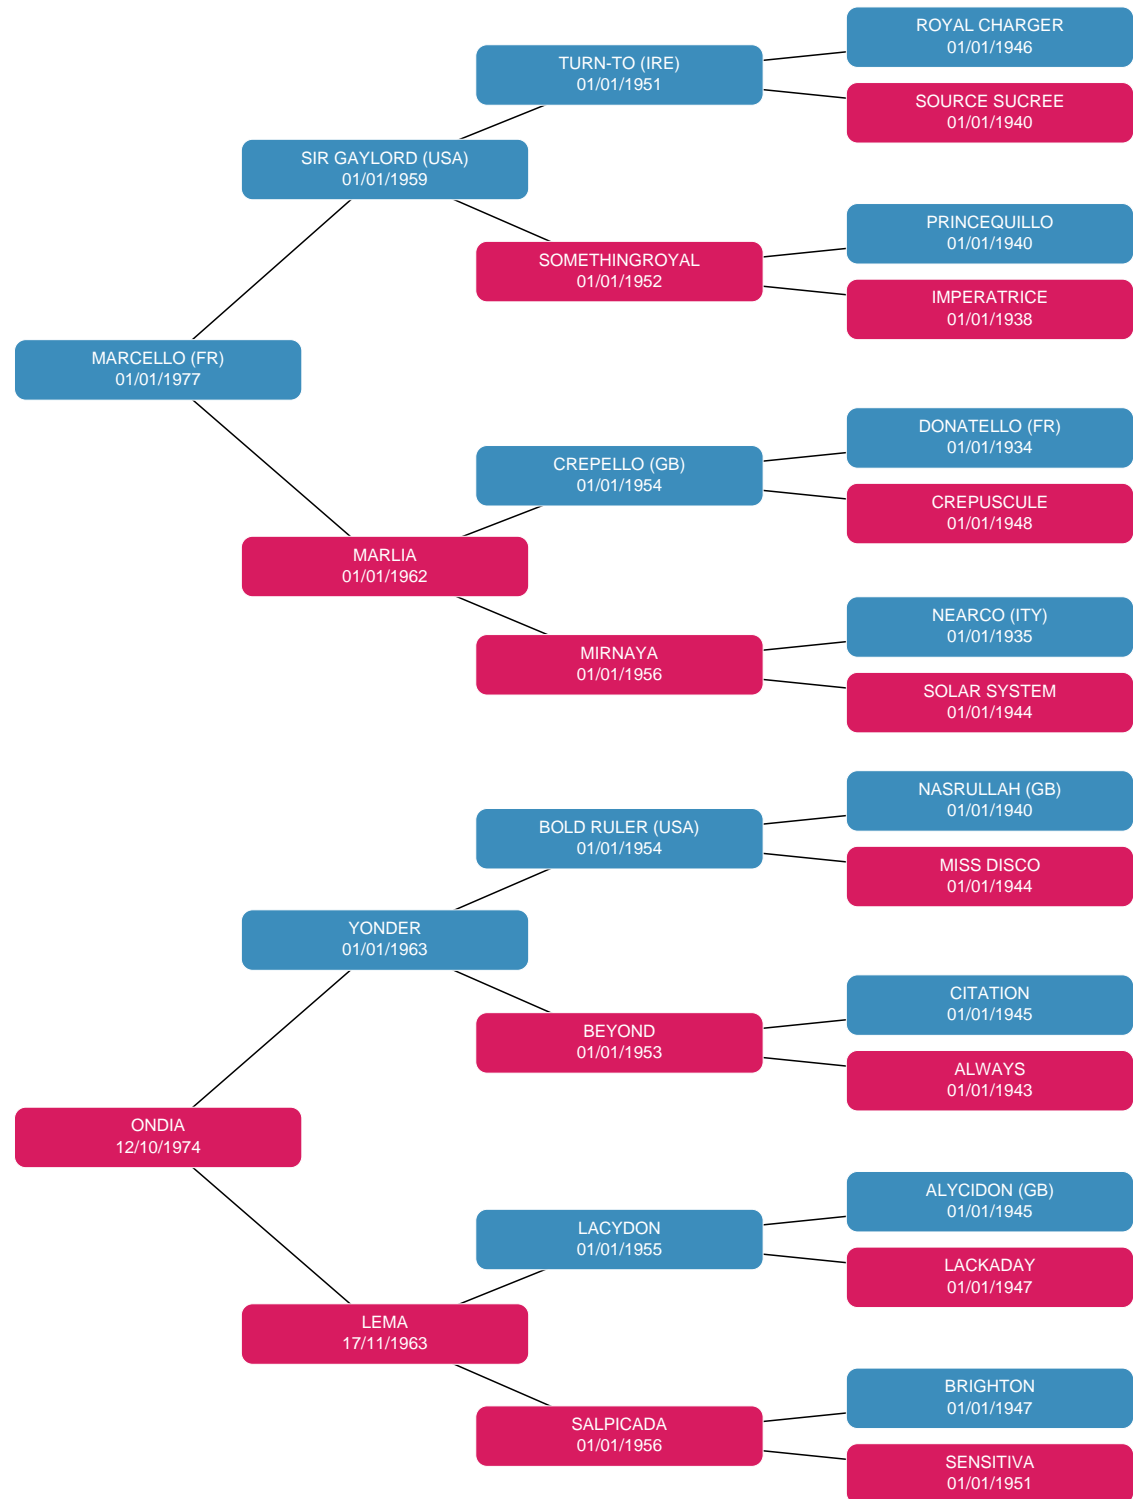 ROYAL CHARGER
01/01/1946
TURN-TO (IRE)
01/01/1951
SOURCE SUCREE
01/01/1940
SIR GAYLORD (USA)
01/01/1959
PRINCEQUILLO
01/01/1940
SOMETHINGROYAL
01/01/1952
IMPERATRICE
01/01/1938
MARCELLO (FR)
01/01/1977
DONATELLO (FR)
01/01/1934
CREPELLO (GB)
01/01/1954
CREPUSCULE
01/01/1948
MARLIA
01/01/1962
NEARCO (ITY)
01/01/1935
MIRNAYA
01/01/1956
SOLAR SYSTEM
01/01/1944
NASRULLAH (GB)
01/01/1940
BOLD RULER (USA)
01/01/1954
MISS DISCO
01/01/1944
YONDER
01/01/1963
CITATION
01/01/1945
BEYOND
01/01/1953
ALWAYS
01/01/1943
ONDIA
12/10/1974
ALYCIDON (GB)
01/01/1945
LACYDON
01/01/1955
LACKADAY
01/01/1947
LEMA
17/11/1963
BRIGHTON
01/01/1947
SALPICADA
01/01/1956
SENSITIVA
01/01/1951